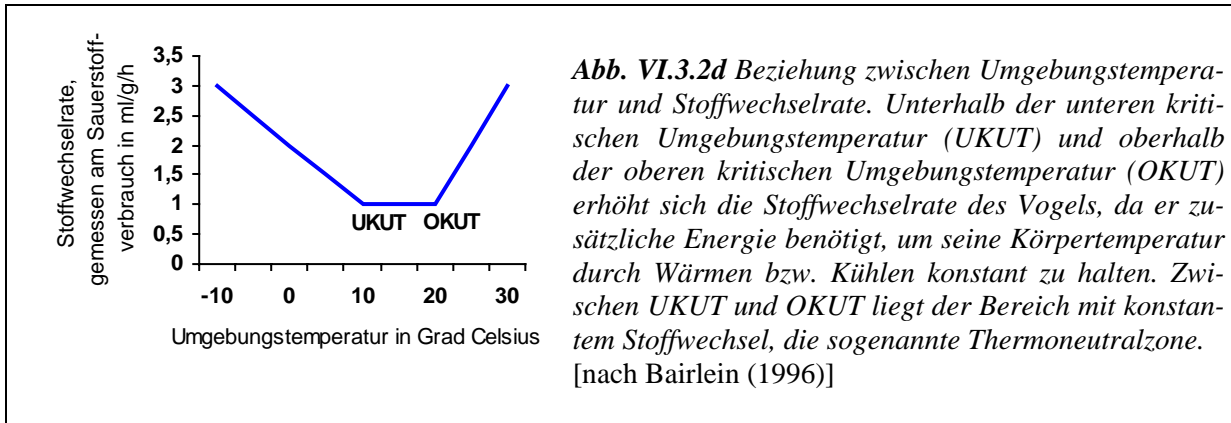 Stoffwechselrate,
gemessen am Sauerstoff-
verbrauch in ml/g/h
3,5
3
2,5
2
1,5
1
0,5
0
UKUT OKUT
-10 0 10 20 30
Umgebungstemperatur in Grad Celsius
Abb. VI.3.2d Beziehung zwischen Umgebungstempera-
tur und Stoffwechselrate. Unterhalb der unteren kriti-
schen Umgebungstemperatur (UKUT) und oberhalb
der oberen kritischen Umgebungstemperatur (OKUT)
erhöht sich die Stoffwechselrate des Vogels, da er zu-
sätzliche Energie benötigt, um seine Körpertemperatur
durch Wärmen bzw. Kühlen konstant zu halten. Zwi-
schen UKUT und OKUT liegt der Bereich mit konstan-
tem Stoffwechsel, die sogenannte Thermoneutralzone.
[nach Bairlein (1996)]